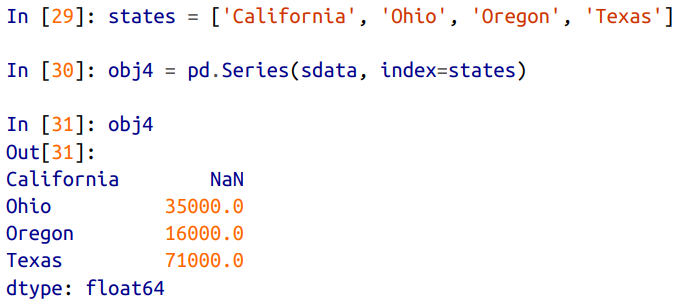 In [29]: states = ['California', 'Ohio', 'Oregon', 'Texas']
In [30]: obj4 = pd.Series(sdata, index=states)
In [31]: obj4
Out[31]:
California NaN
Ohio 35000.0
Oregon 16000.0
Texas 71000.0
dtype: float64